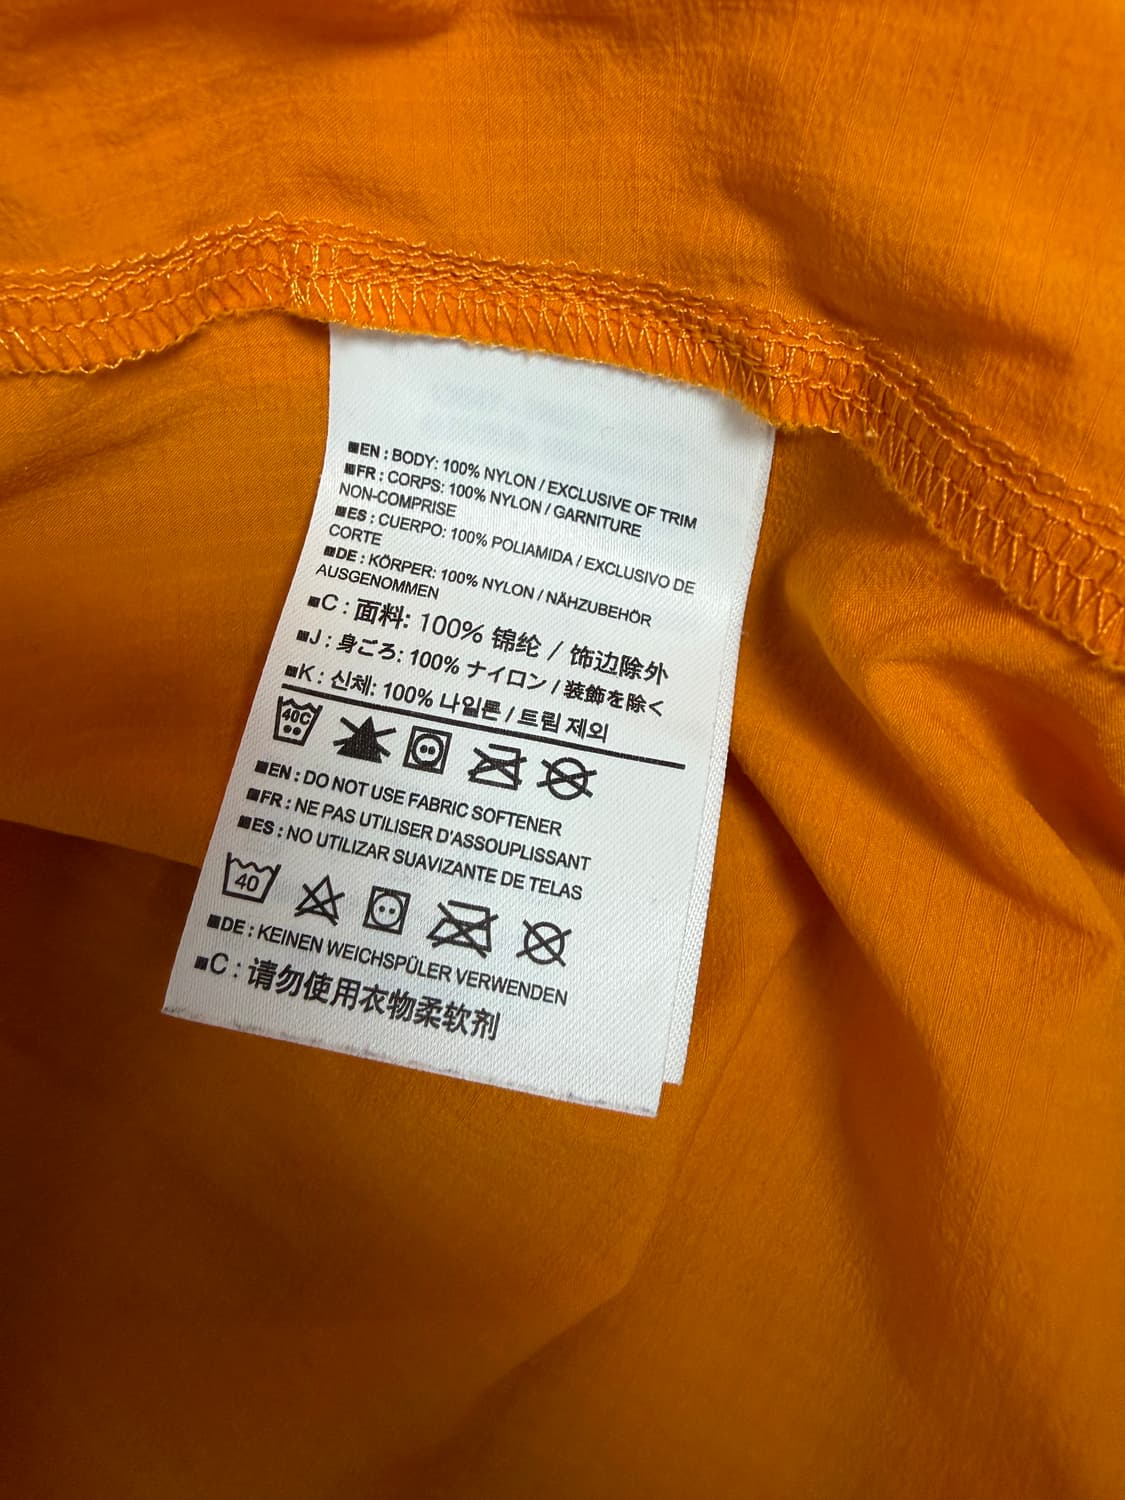 ■EN : BODY: 100% NYLON / EXCLUSIVE OF TRIM
■FR : CORPS: 100% NYLON / GARNITURE
NON-COMPRISE
■ES : CUERPO: 100% POLIAMIDA / EXCLUSIVO DE
CORTE
■DE : KÖRPER: 100% NYLON / NÄHZUBEHÖR
AUSGENOMMEN
■C : 面料: 100% 锦纶 / 饰边除外
■J : 身ごろ: 100% ナイロン / 装飾を除く
■K : 신체: 100% 나일론 / 트림 제외
40C
■EN : DO NOT USE FABRIC SOFTENER
■FR : NE PAS UTILISER D'ASSOUPLISSANT
■ES : NO UTILIZAR SUAVIZANTE DE TELAS
40
■DE : KEINEN WEICHSPÜLER VERWENDEN
■C : 请勿使用衣物柔软剂